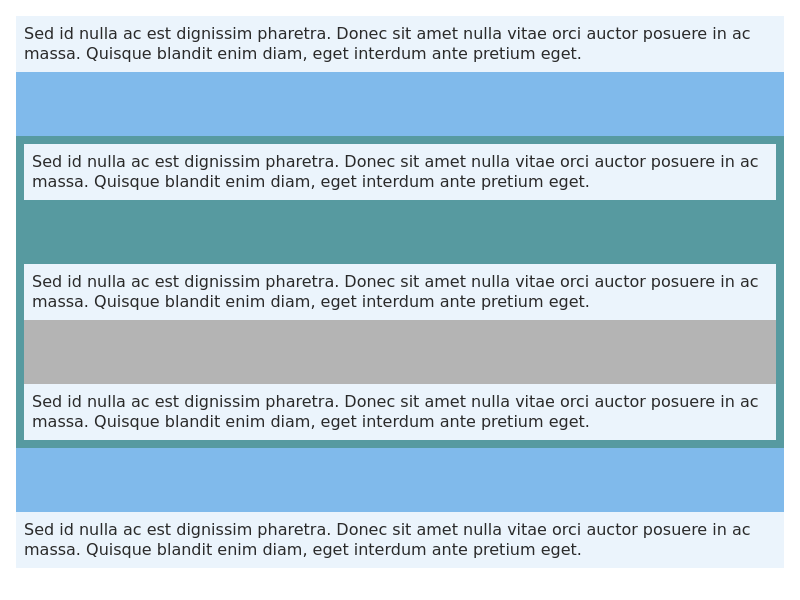 Sed id nulla ac est dignissim pharetra. Donec sit amet nulla vitae orci auctor posuere in ac
massa. Quisque blandit enim diam, eget interdum ante pretium eget.
Sed id nulla ac est dignissim pharetra. Donec sit amet nulla vitae orci auctor posuere in ac
massa. Quisque blandit enim diam, eget interdum ante pretium eget.
Sed id nulla ac est dignissim pharetra. Donec sit amet nulla vitae orci auctor posuere in ac
massa. Quisque blandit enim diam, eget interdum ante pretium eget.
Sed id nulla ac est dignissim pharetra. Donec sit amet nulla vitae orci auctor posuere in ac
massa. Quisque blandit enim diam, eget interdum ante pretium eget.
Sed id nulla ac est dignissim pharetra. Donec sit amet nulla vitae orci auctor posuere in ac
massa. Quisque blandit enim diam, eget interdum ante pretium eget.